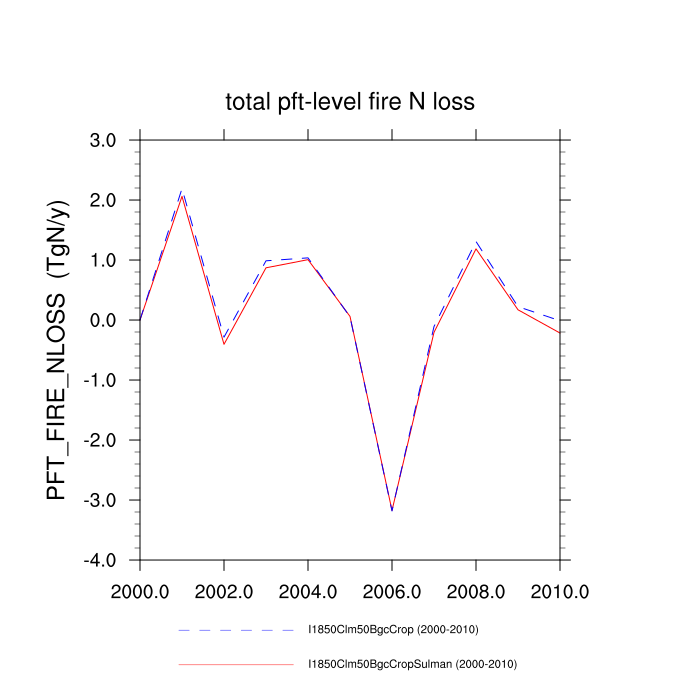 total pft-level fire N loss
PFT_FIRE_NLOSS (TgN/y)
3.0
2.0
1.0
0.0
-1.0
-2.0
-3.0
-4.0
2000.0 2002.0 2004.0 2006.0 2008.0 2010.0
I1850Clm50BgcCrop (2000-2010)
I1850Clm50BgcCropSulman (2000-2010)